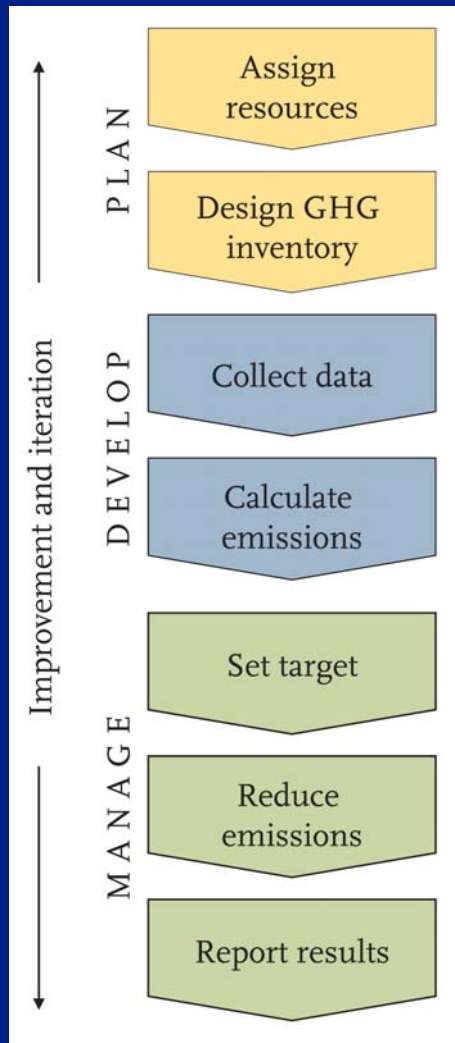 Improvement and iteration
PLAN
Assign
resources
Design GHG
inventory
DEVELOP
Collect data
Calculate
emissions
MANAGE
Set target
Reduce
emissions
Report results